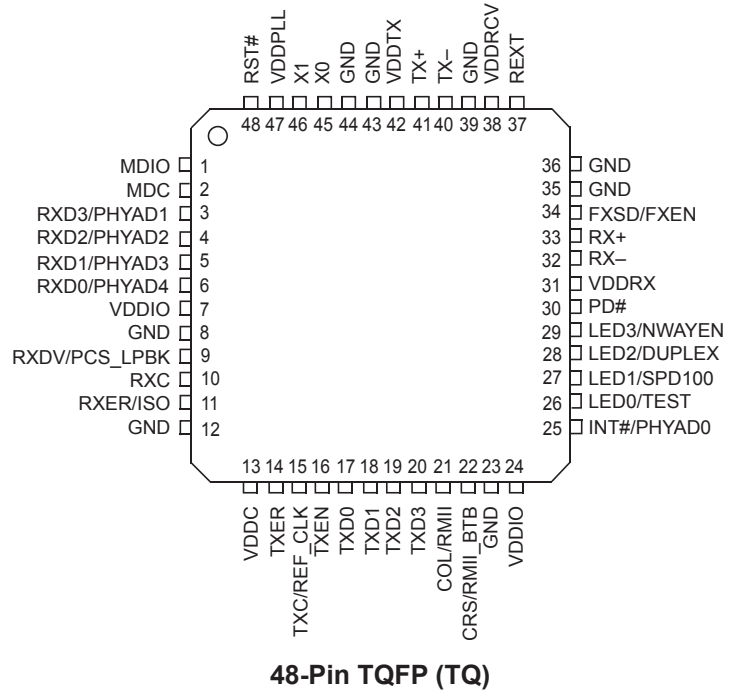 RST#
VDDPLL
X1
X0
GND
GND
VDDTX
TX+
TX–
GND
VDDRCV
REXT
48 47 46 45 44 43 42 41 40 39 38 37
MDIO 1
MDC 2
RXD3/PHYAD1 3
RXD2/PHYAD2 4
RXD1/PHYAD3 5
RXD0/PHYAD4 6
VDDIO 7
GND 8
RXDV/PCS_LPBK 9
RXC 10
RXER/ISO 11
GND 12
36 GND
35 GND
34 FXSD/FXEN
33 RX+
32 RX–
31 VDDRX
30 PD#
29 LED3/NWAYEN
28 LED2/DUPLEX
27 LED1/SPD100
26 LED0/TEST
25 INT#/PHYAD0
13 14 15 16 17 18 19 20 21 22 23 24
VDDC
TXER
TXC/REF_CLK
TXEN
TXD0
TXD1
TXD2
TXD3
COL/RMII
CRS/RMII_BTB
GND
VDDIO
48-Pin TQFP (TQ)